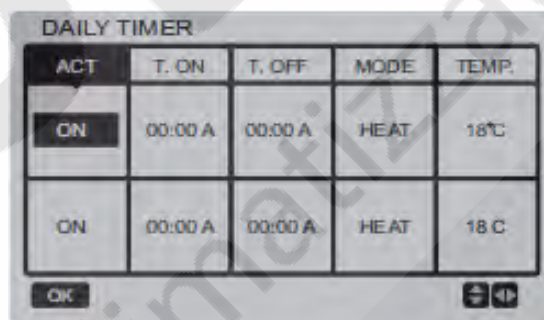 DAILY TIMER
ACT T. ON T. OFF MODE TEMP.
ON 00:00 A 00:00 A HEAT 18°C
ON 00:00 A 00:00 A HEAT 18 C
OK